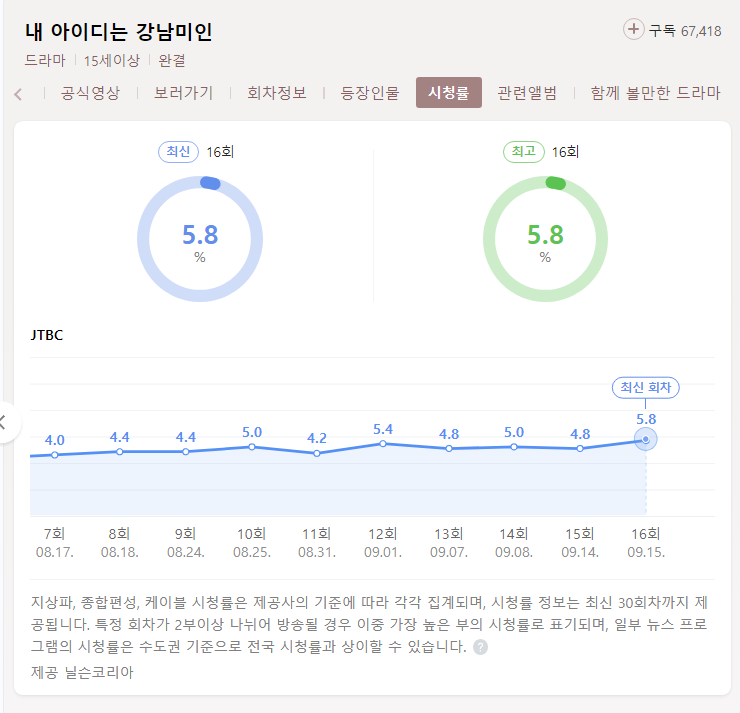 내 아이디는 강남미인
구독 67,418
드라마 15세이상 완결
공식영상 보러가기 회차정보 등장인물 시청률 관련앨범 함께 볼만한 드라마
최신 16회 최고 16회
5.8 5.8
% %
JTBC
최신 회차
4.0 4.4 4.4 5.0 4.2 5.4 4.8 5.0 4.8 5.8
7회 8회 9회 10회 11회 12회 13회 14회 15회 16회
08.17. 08.18. 08.24. 08.25. 08.31. 09.01. 09.07. 09.08. 09.14. 09.15.
지상파, 종합편성, 케이블 시청률은 제공사의 기준에 따라 각각 집계되며, 시청률 정보는 최신 30회차까지 제
공됩니다. 특정 회차가 2부이상 나뉘어 방송될 경우 이중 가장 높은 부의 시청률로 표기되며, 일부 뉴스 프로
그램의 시청률은 수도권 기준으로 전국 시청률과 상이할 수 있습니다. ?
제공 닐슨코리아